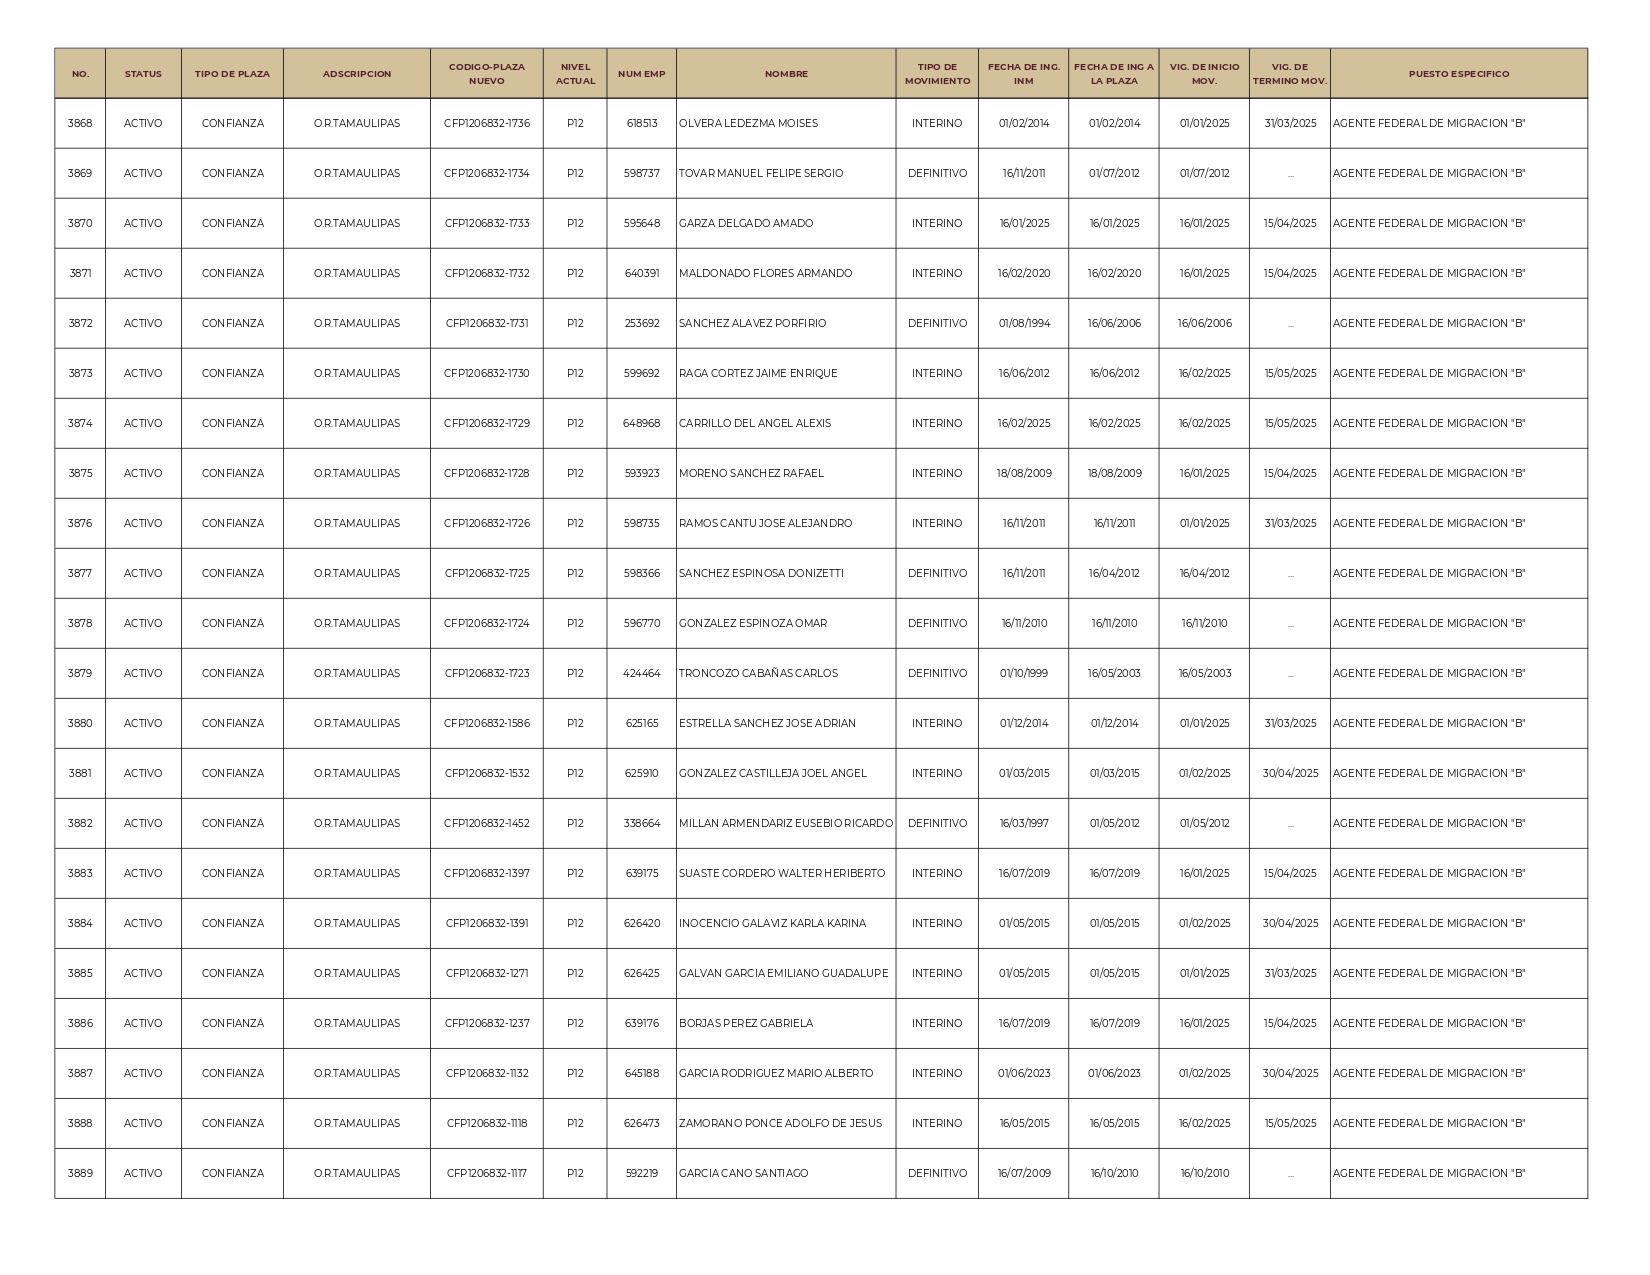 NO. STATUS TIPO DE PLAZA ADSCRIPCION CODIGO-PLAZA NUEVO NIVEL ACTUAL NUM EMP NOMBRE TIPO DE MOVIMIENTO FECHA DE ING. INM FECHA DE ING A LA PLAZA VIG. DE INICIO MOV. VIG. DE TERMINO MOV. PUESTO ESPECIFICO
3868 ACTIVO CONFIANZA O.R.TAMAULIPAS CFP1206832-1736 P12 618513 OLVERA LEDEZMA MOISES INTERINO 01/02/2014 01/02/2014 01/01/2025 31/03/2025 AGENTE FEDERAL DE MIGRACION "B"
3869 ACTIVO CONFIANZA O.R.TAMAULIPAS CFP1206832-1734 P12 598737 TOVAR MANUEL FELIPE SERGIO DEFINITIVO 16/11/2011 01/07/2012 01/07/2012 ... AGENTE FEDERAL DE MIGRACION "B"
3870 ACTIVO CONFIANZA O.R.TAMAULIPAS CFP1206832-1733 P12 595648 GARZA DELGADO AMADO INTERINO 16/01/2025 16/01/2025 16/01/2025 15/04/2025 AGENTE FEDERAL DE MIGRACION "B"
3871 ACTIVO CONFIANZA O.R.TAMAULIPAS CFP1206832-1732 P12 640391 MALDONADO FLORES ARMANDO INTERINO 16/02/2020 16/02/2020 16/01/2025 15/04/2025 AGENTE FEDERAL DE MIGRACION "B"
3872 ACTIVO CONFIANZA O.R.TAMAULIPAS CFP1206832-1731 P12 253692 SANCHEZ ALAVEZ PORFIRIO DEFINITIVO 01/08/1994 16/06/2006 16/06/2006 ... AGENTE FEDERAL DE MIGRACION "B"
3873 ACTIVO CONFIANZA O.R.TAMAULIPAS CFP1206832-1730 P12 599692 RAGA CORTEZ JAIME ENRIQUE INTERINO 16/06/2012 16/06/2012 16/02/2025 15/05/2025 AGENTE FEDERAL DE MIGRACION "B"
3874 ACTIVO CONFIANZA O.R.TAMAULIPAS CFP1206832-1729 P12 648968 CARRILLO DEL ANGEL ALEXIS INTERINO 16/02/2025 16/02/2025 16/02/2025 15/05/2025 AGENTE FEDERAL DE MIGRACION "B"
3875 ACTIVO CONFIANZA O.R.TAMAULIPAS CFP1206832-1728 P12 593923 MORENO SANCHEZ RAFAEL INTERINO 18/08/2009 18/08/2009 16/01/2025 15/04/2025 AGENTE FEDERAL DE MIGRACION "B"
3876 ACTIVO CONFIANZA O.R.TAMAULIPAS CFP1206832-1726 P12 598735 RAMOS CANTU JOSE ALEJANDRO INTERINO 16/11/2011 16/11/2011 01/01/2025 31/03/2025 AGENTE FEDERAL DE MIGRACION "B"
3877 ACTIVO CONFIANZA O.R.TAMAULIPAS CFP1206832-1725 P12 598366 SANCHEZ ESPINOSA DONIZETTI DEFINITIVO 16/11/2011 16/04/2012 16/04/2012 ... AGENTE FEDERAL DE MIGRACION "B"
3878 ACTIVO CONFIANZA O.R.TAMAULIPAS CFP1206832-1724 P12 596770 GONZALEZ ESPINOZA OMAR DEFINITIVO 16/11/2010 16/11/2010 16/11/2010 ... AGENTE FEDERAL DE MIGRACION "B"
3879 ACTIVO CONFIANZA O.R.TAMAULIPAS CFP1206832-1723 P12 424464 TRONCOZO CABAÑAS CARLOS DEFINITIVO 01/10/1999 16/05/2003 16/05/2003 ... AGENTE FEDERAL DE MIGRACION "B"
3880 ACTIVO CONFIANZA O.R.TAMAULIPAS CFP1206832-1586 P12 625165 ESTRELLA SANCHEZ JOSE ADRIAN INTERINO 01/12/2014 01/12/2014 01/01/2025 31/03/2025 AGENTE FEDERAL DE MIGRACION "B"
3881 ACTIVO CONFIANZA O.R.TAMAULIPAS CFP1206832-1532 P12 625910 GONZALEZ CASTILLEJA JOEL ANGEL INTERINO 01/03/2015 01/03/2015 01/02/2025 30/04/2025 AGENTE FEDERAL DE MIGRACION "B"
3882 ACTIVO CONFIANZA O.R.TAMAULIPAS CFP1206832-1452 P12 338664 MILLAN ARMENDARIZ EUSEBIO RICARDO DEFINITIVO 16/03/1997 01/05/2012 01/05/2012 ... AGENTE FEDERAL DE MIGRACION "B"
3883 ACTIVO CONFIANZA O.R.TAMAULIPAS CFP1206832-1397 P12 639175 SUASTE CORDERO WALTER HERIBERTO INTERINO 16/07/2019 16/07/2019 16/01/2025 15/04/2025 AGENTE FEDERAL DE MIGRACION "B"
3884 ACTIVO CONFIANZA O.R.TAMAULIPAS CFP1206832-1391 P12 626420 INOCENCIO GALAVIZ KARLA KARINA INTERINO 01/05/2015 01/05/2015 01/02/2025 30/04/2025 AGENTE FEDERAL DE MIGRACION "B"
3885 ACTIVO CONFIANZA O.R.TAMAULIPAS CFP1206832-1271 P12 626425 GALVAN GARCIA EMILIANO GUADALUPE INTERINO 01/05/2015 01/05/2015 01/01/2025 31/03/2025 AGENTE FEDERAL DE MIGRACION "B"
3886 ACTIVO CONFIANZA O.R.TAMAULIPAS CFP1206832-1237 P12 639176 BORJAS PEREZ GABRIELA INTERINO 16/07/2019 16/07/2019 16/01/2025 15/04/2025 AGENTE FEDERAL DE MIGRACION "B"
3887 ACTIVO CONFIANZA O.R.TAMAULIPAS CFP1206832-1132 P12 645188 GARCIA RODRIGUEZ MARIO ALBERTO INTERINO 01/06/2023 01/06/2023 01/02/2025 30/04/2025 AGENTE FEDERAL DE MIGRACION "B"
3888 ACTIVO CONFIANZA O.R.TAMAULIPAS CFP1206832-1118 P12 626473 ZAMORANO PONCE ADOLFO DE JESUS INTERINO 16/05/2015 16/05/2015 16/02/2025 15/05/2025 AGENTE FEDERAL DE MIGRACION "B"
3889 ACTIVO CONFIANZA O.R.TAMAULIPAS CFP1206832-1117 P12 592219 GARCIA CANO SANTIAGO DEFINITIVO 16/07/2009 16/10/2010 16/10/2010 ... AGENTE FEDERAL DE MIGRACION "B"